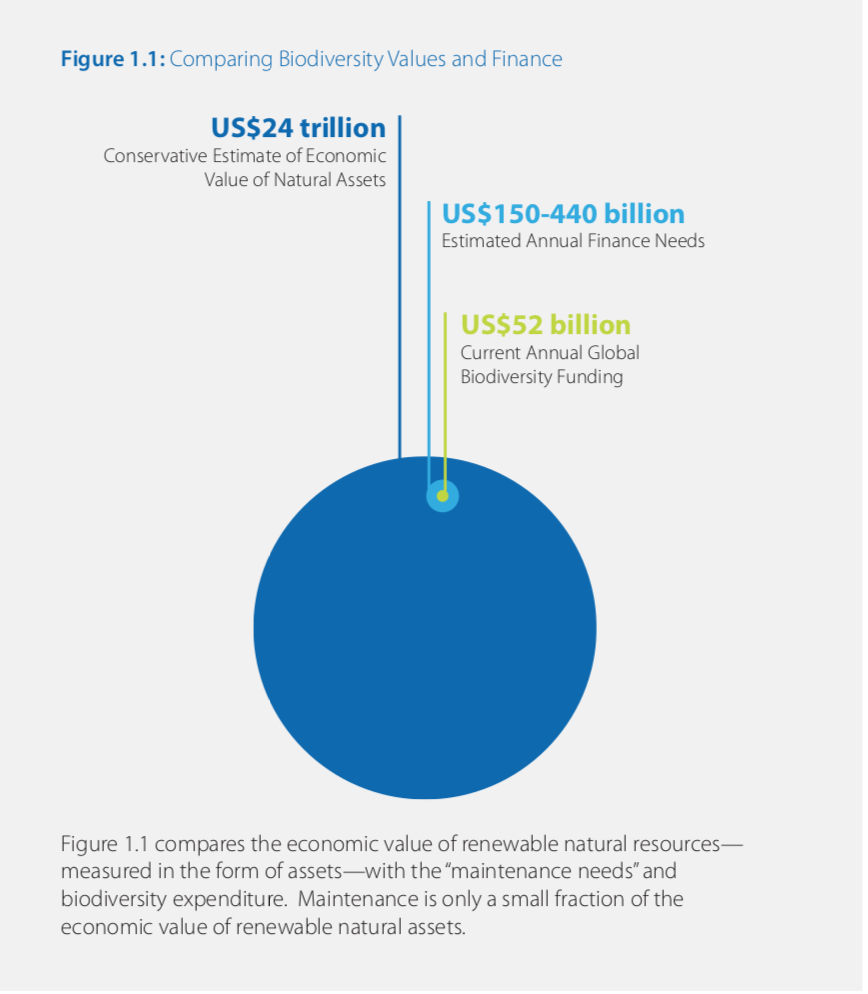 Figure 1.1: Comparing Biodiversity Values and Finance
US$24 trillion
Conservative Estimate of Economic
Value of Natural Assets
US$150-440 billion
Estimated Annual Finance Needs
US$52 billion
Current Annual Global
Biodiversity Funding
Figure 1.1 compares the economic value of renewable natural resources—
measured in the form of assets—with the “maintenance needs” and
biodiversity expenditure.  Maintenance is only a small fraction of the
economic value of renewable natural assets.